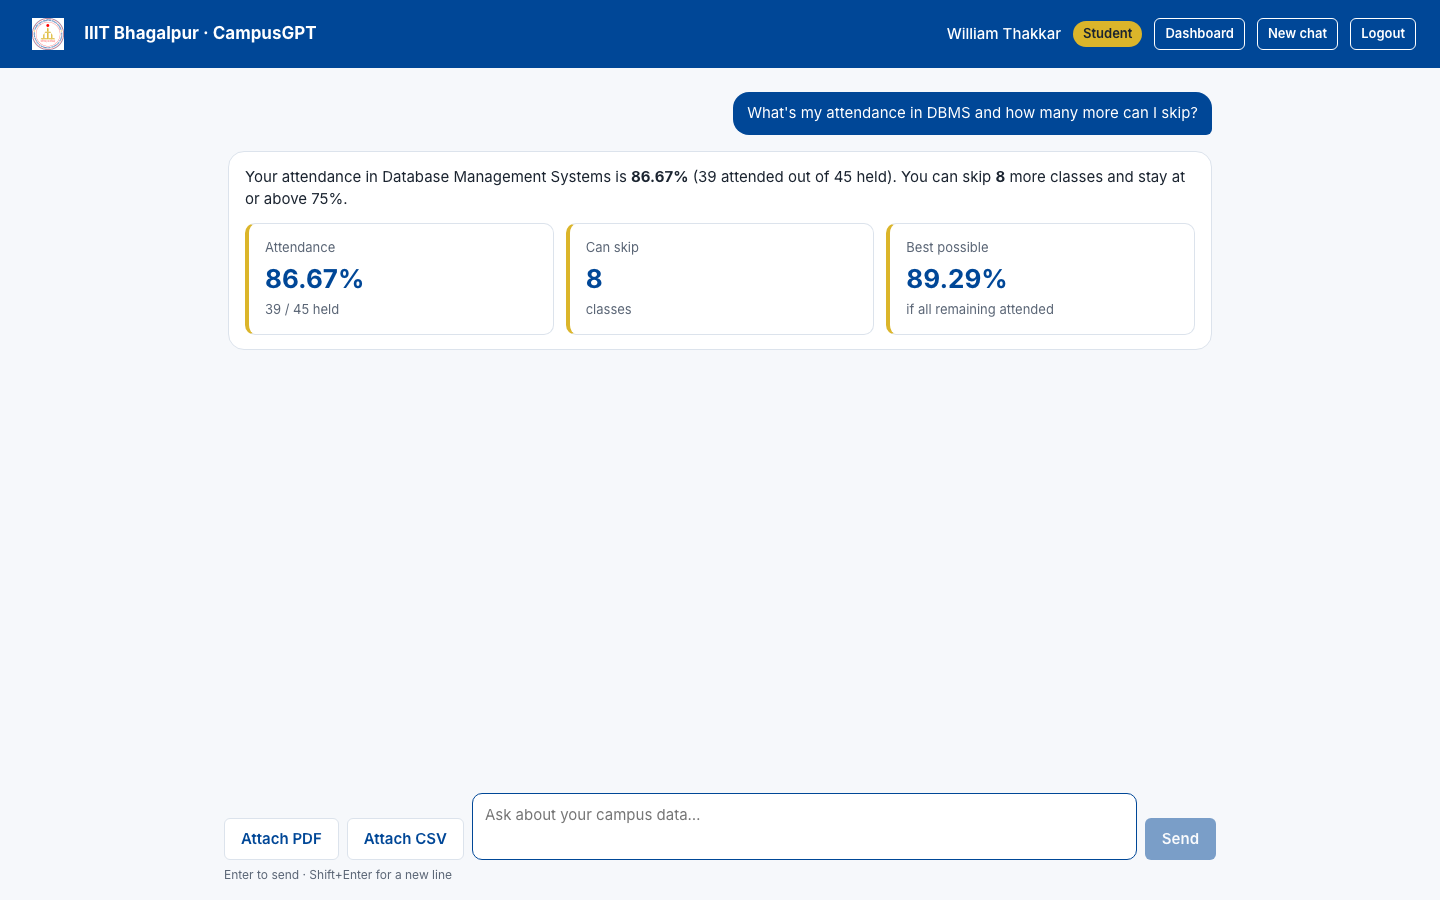 IIIT Bhagalpur · CampusGPT
William Thakkar
Student
Dashboard
New chat
Logout
What's my attendance in DBMS and how many more can I skip?
Your attendance in Database Management Systems is 86.67% (39 attended out of 45 held). You can skip 8 more classes and stay at
or above 75%.
Attendance
86.67%
39 / 45 held
Can skip
8
classes
Best possible
89.29%
if all remaining attended
Attach PDF
Attach CSV
Ask about your campus data...
Send
Enter to send · Shift+Enter for a new line